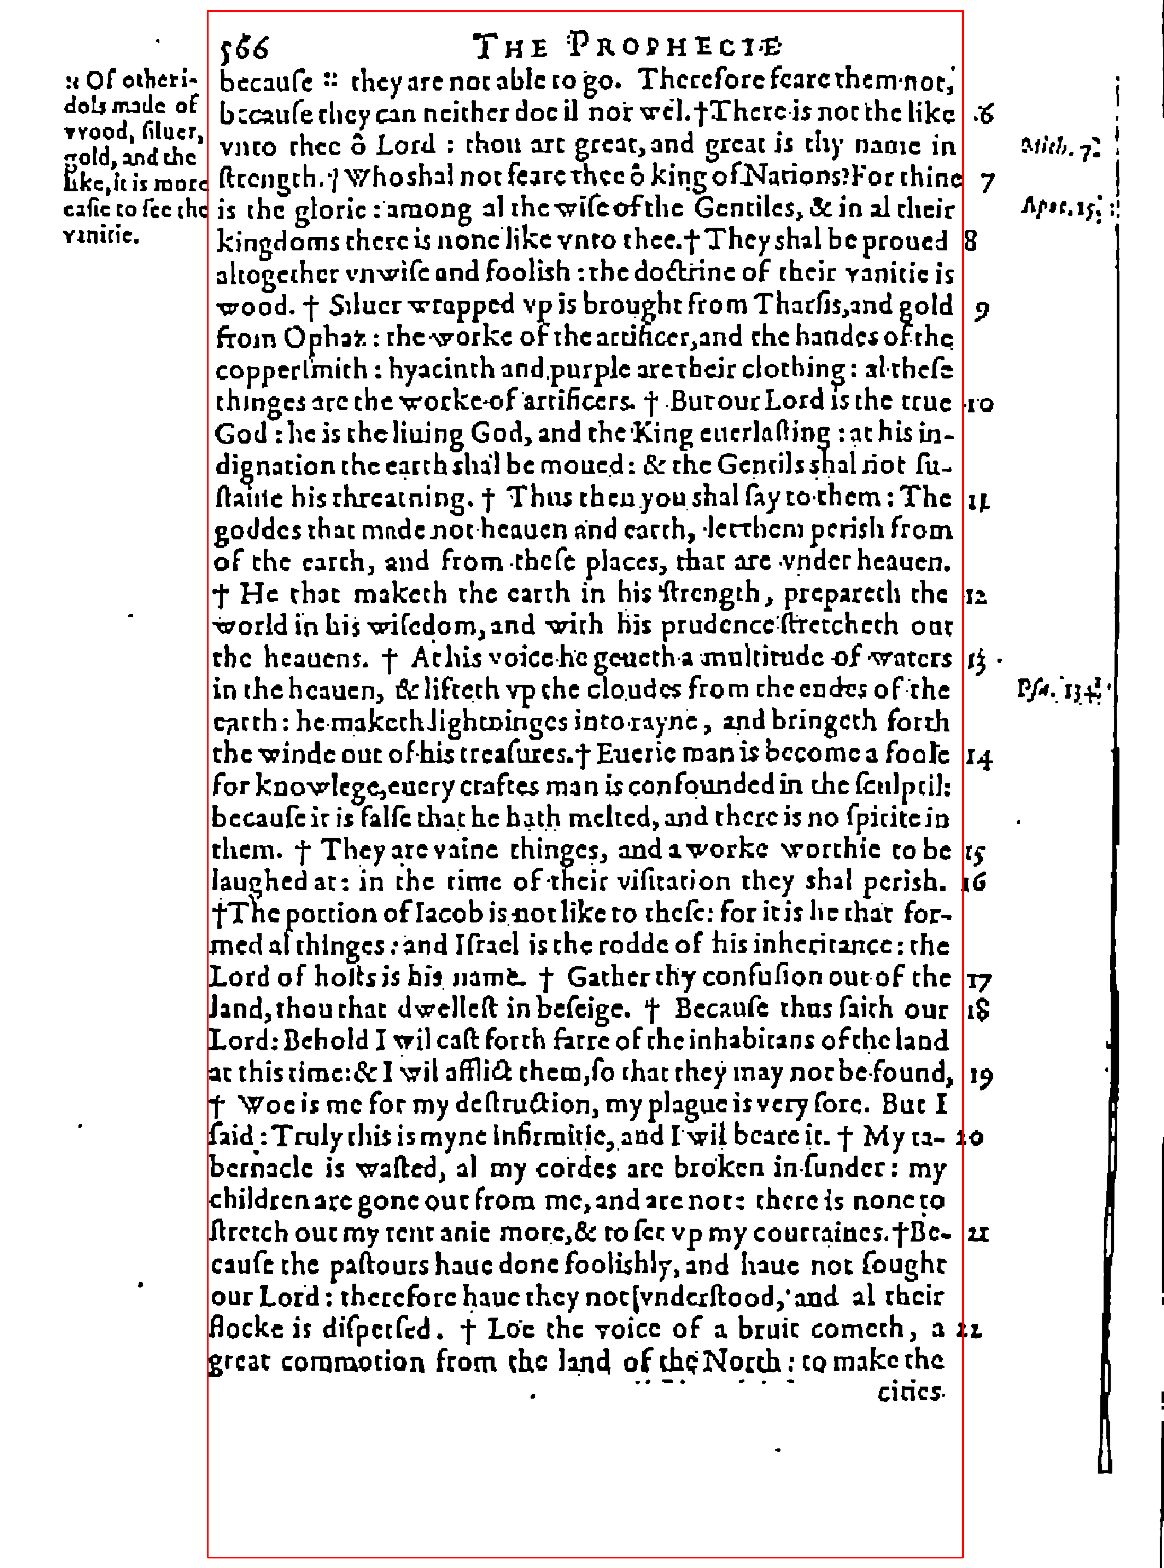 566 THE PROPHECIE
:: Of other i-
dols made of
wood, siluer,
gold, and the
like, it is more
easie to see the
vanitie.
becauſe :: they are not able to go. Therefore feare them not,
becauſe they can neither doe il nor wel. † There is not the like 6
vnto thee ô Lord : thou art great, and great is thy name in
Mich. 7.
ſtrength. † Who shal not feare thee ô king of Nations? For thine 7
is the glorie : among al the wiſe of the Gentiles, & in al their
Apoc. 15.
kingdoms there is none like vnto thee. † They shal be proued 8
altogether vnwiſe and foolish : the doctrine of their vanitie is
wood. † Siluer wrapped vp is brought from Tharſis, and gold 9
from Ophaz : the worke of the artificer, and the handes of the
copperſmith : hyacinth and purple are their clothing : al theſe
thinges are the worke of artificers. † But our Lord is the true 10
God : he is the liuing God, and the King euerlaſting : at his in-
dignation the earth shal be moued : & the Gentils shal not ſu-
ſtaine his threatning. † Thus then you shal ſay to them : The 11
goddes that made not heauen and earth, let them perish from
of the earth, and from theſe places, that are vnder heauen.
† He that maketh the earth in his ſtrength, prepareth the 12
world in his wiſedom, and with his prudence ſtretcheth out
the heauens. † At his voice he geueth a multitude of waters 13
in the heauen, & lifteth vp the cloudes from the endes of the
Pſa. 134.
earth : he maketh lightninges into rayne, and bringeth forth
the winde out of his treaſures. † Euerie man is become a foole 14
for knowlege, euery craftes man is confounded in the ſculptil:
becauſe it is falſe that he hath melted, and there is no ſpirite in
them. † They are vaine thinges, and a worke worthie to be 15
laughed at : in the time of their viſitation they shal perish. 16
† The portion of Iacob is not like to theſe : for it is he that for-
med al thinges : and Iſrael is the rodde of his inheritance : the
Lord of hoſts is his name. † Gather thy confuſion out of the 17
land, thou that dwelleſt in beſeige. † Becauſe thus ſaith our 18
Lord: Behold I wil caſt forth farre of the inhabitans of the land
at this time: & I wil afflict them, ſo that they may not be found, 19
† Woe is me for my deſtruction, my plague is very ſore. But I
ſaid : Truly this is myne infirmitie, and I wil beare it. † My ta- 20
bernacle is waſted, al my cordes are broken in ſunder : my
children are gone out from me, and are not : there is none to
ſtretch out my tent anie more, & to ſet vp my courtaines. † Be- 21
cauſe the paſtours haue done foolishly, and haue not ſought
our Lord : therefore haue they not vnderſtood, and al their
flocke is diſperſed. † Loe the voice of a bruit cometh, a 22
great commotion from the land of the North : to make the
cities